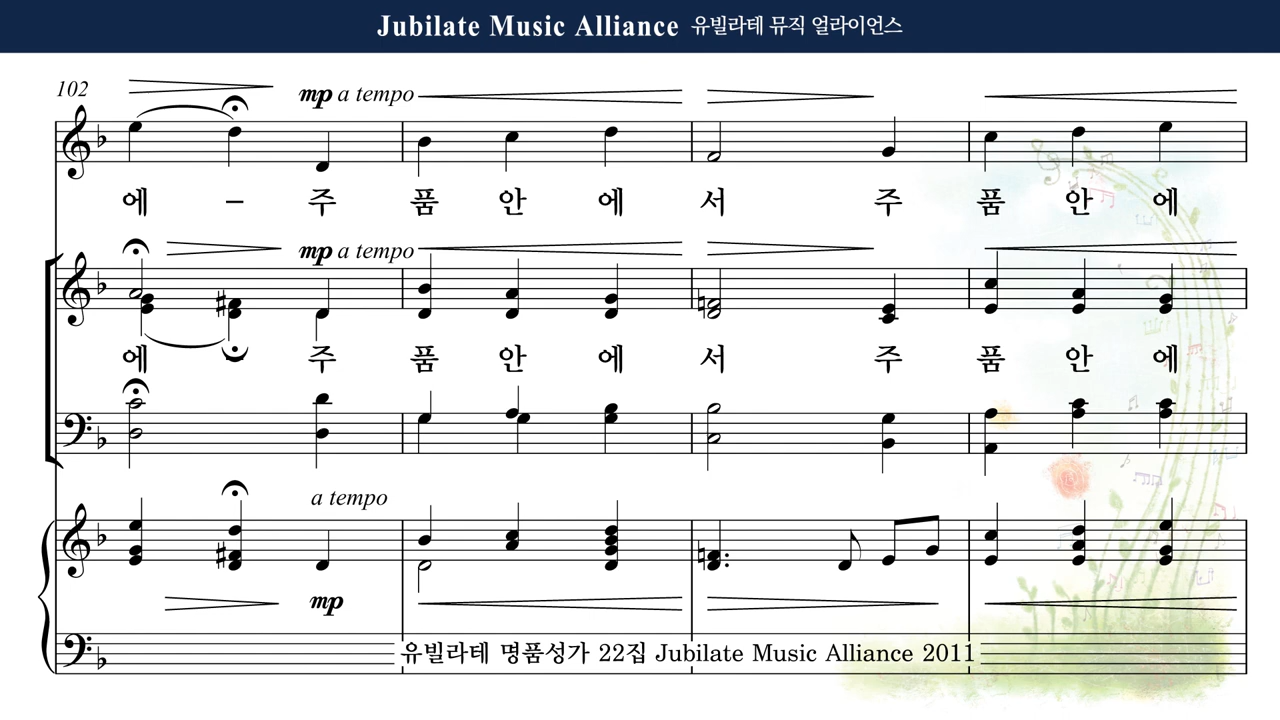 Jubilate Music Alliance 유빌라테 뮤직 얼라이언스
102
mp a tempo
에 - 주 품 안 에 서 주 품 안 에
mp a tempo
에 - 주 품 안 에 서 주 품 안 에
a tempo
mp
유빌라테 명품성가 22집 Jubilate Music Alliance 2011